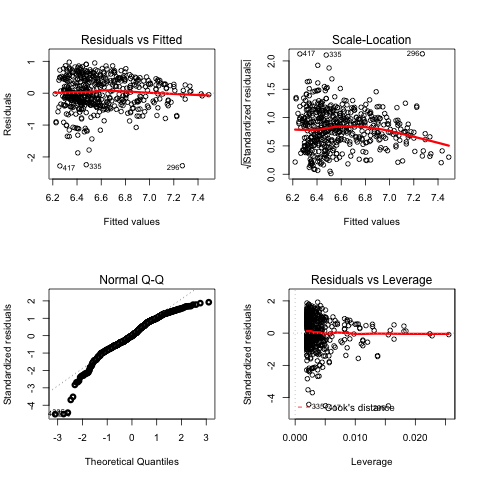 Residuals vs Fitted
Residuals
1
0
-1
-2
417
335
296
6.2 6.4 6.6 6.8 7.0 7.2 7.4
Fitted values
Scale-Location
√|Standardized residuals|
2.0
1.5
1.0
0.5
0.0
417
335
296
6.2 6.4 6.6 6.8 7.0 7.2 7.4
Fitted values
Normal Q-Q
Standardized residuals
2
1
0
-1
-2
-3
-4
-3 -2 -1 0 1 2 3
Theoretical Quantiles
Residuals vs Leverage
Standardized residuals
2
0
-2
-4
335
Cook's distance
296
0.000 0.010 0.020
Leverage